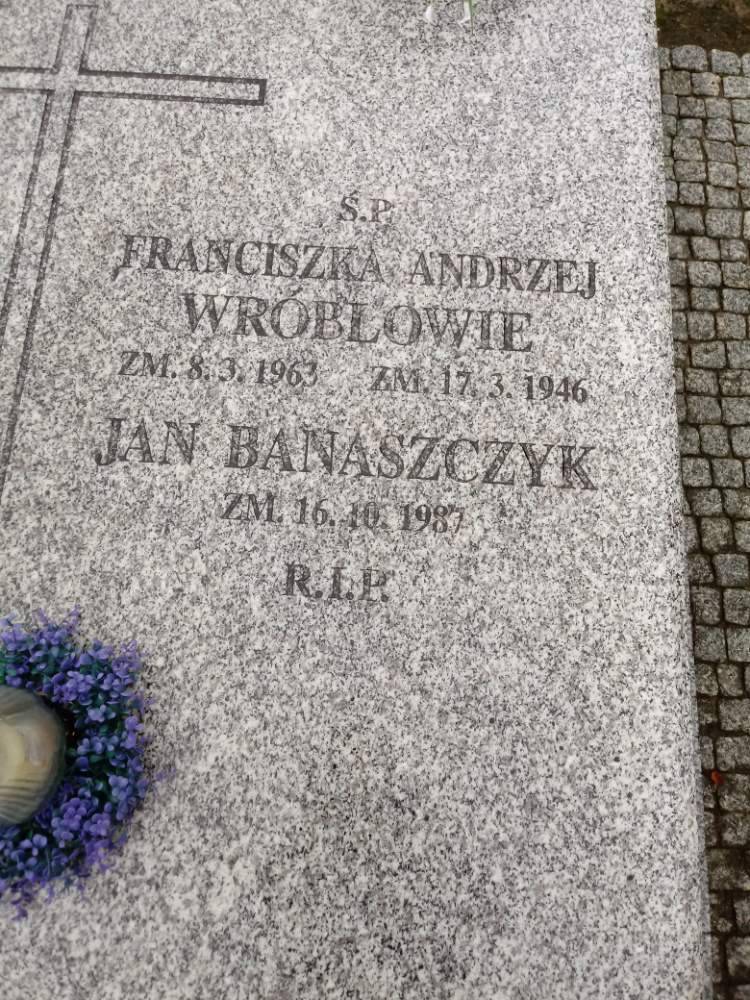 Ś.P.
FRANCISZKA ANDRZEJ
WRÓBLOWIE
ZM. 8. 3. 1963 ZM. 17. 3. 1946
JAN BANASZCZYK
ZM. 16. 10. 1987
R.I.P.